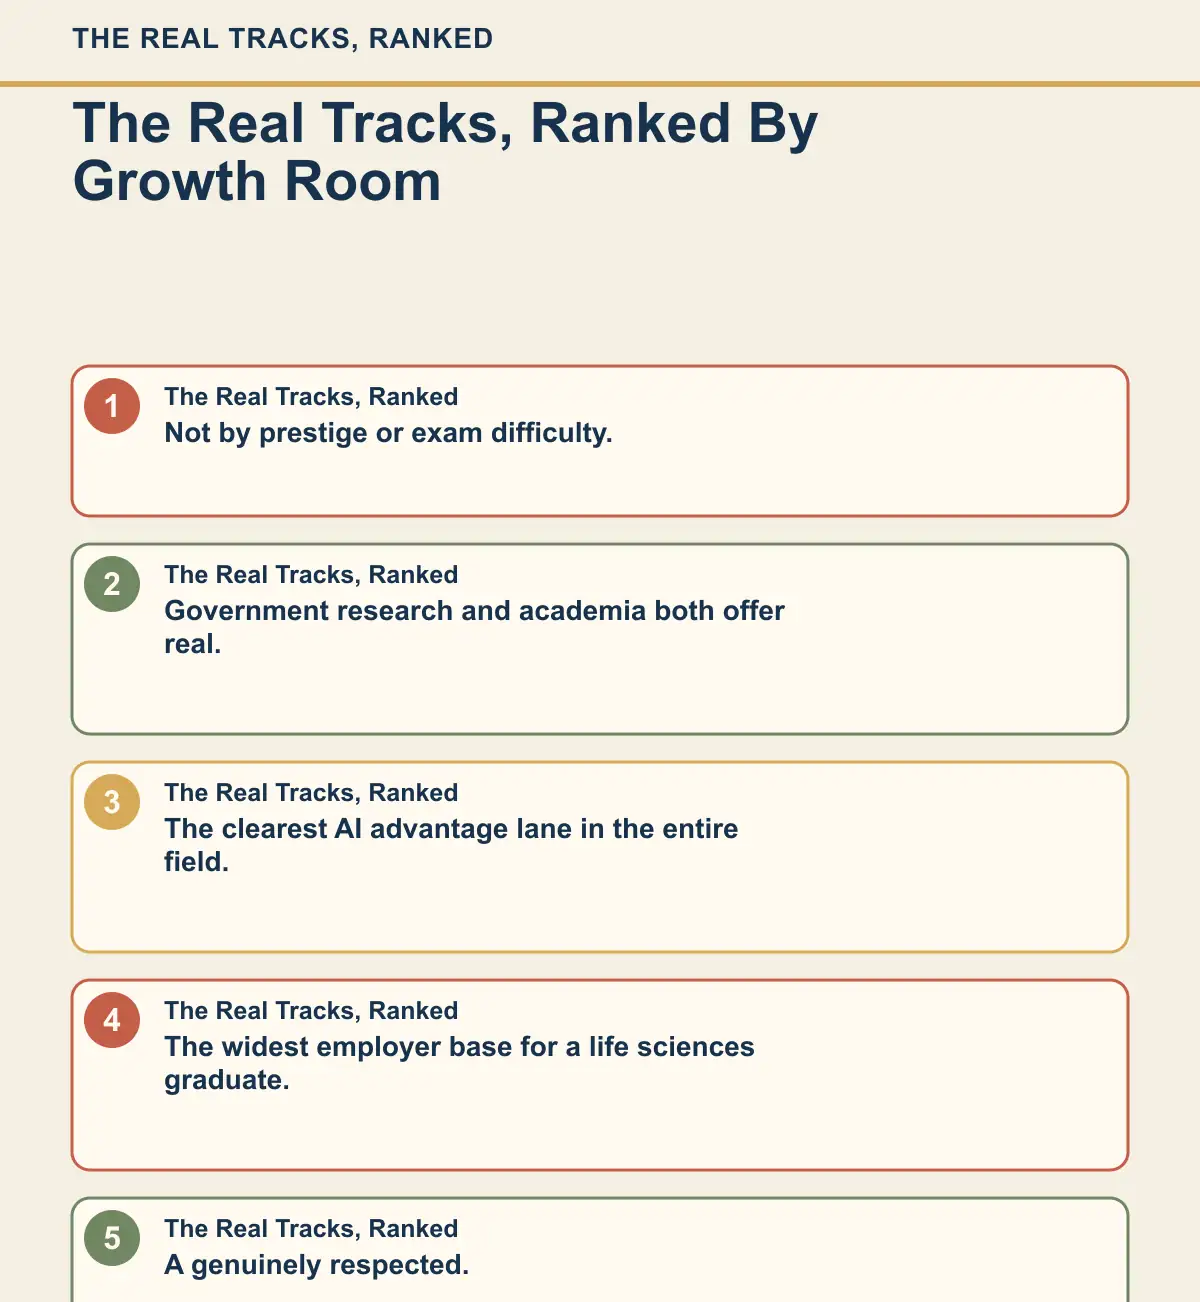 THE REAL TRACKS, RANKED
The Real Tracks, Ranked By
Growth Room
1
The Real Tracks, Ranked
Not by prestige or exam difficulty.
2
The Real Tracks, Ranked
Government research and academia both offer
real.
3
The Real Tracks, Ranked
The clearest AI advantage lane in the entire
field.
4
The Real Tracks, Ranked
The widest employer base for a life sciences
graduate.
5
The Real Tracks, Ranked
A genuinely respected.